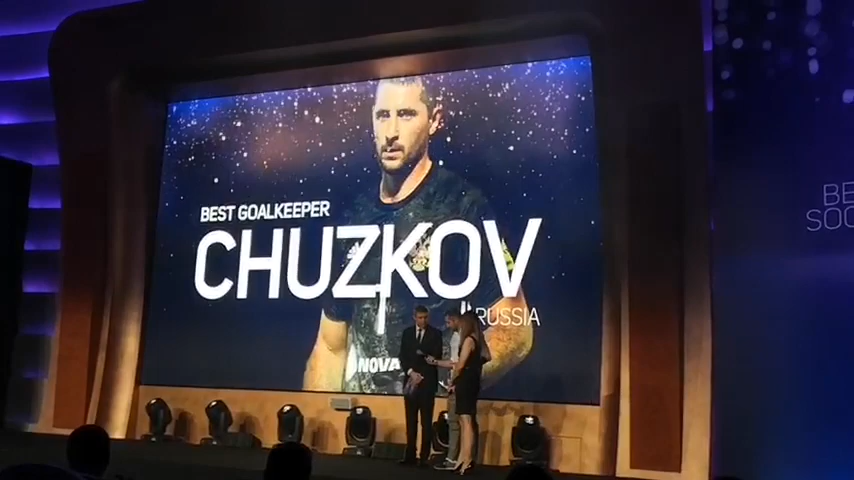 BEST GOALKEEPER
CHUZKOV
RUSSIA
NOVA
BE
SOC